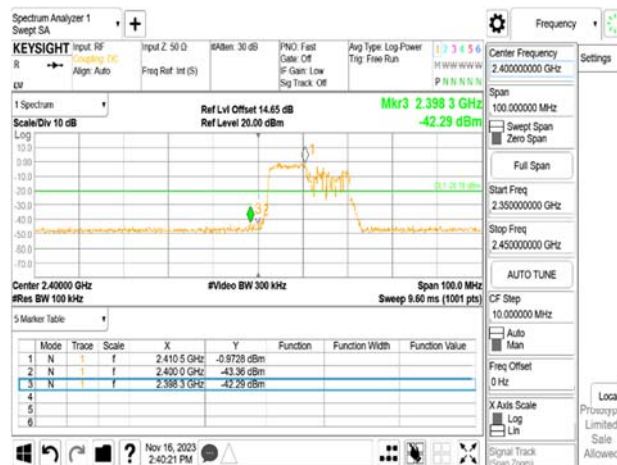 Spectrum Analyzer 1
Swept SA
Frequency
KEYSIGHT
R
Input: RF
Coupling: DC
Align: Auto
Input Z: 50 Ω
Freq Ref: Int (S)
#Atten: 30 dB
PNO: Fast
Gate: Off
IF Gain: Low
Sig Track: Off
Avg Type: Log-Power
Trig: Free Run
1 2 3 4 5 6
M W W W W W
P N N N N N
Center Frequency
2.400000000 GHz
Settings
Span
100.000000 MHz
Swept Span
Zero Span
Full Span
Start Freq
2.350000000 GHz
Stop Freq
2.450000000 GHz
AUTO TUNE
CF Step
10.000000 MHz
Auto
Man
Freq Offset
0 Hz
X Axis Scale
Log
Lin
Signal Track
(Span Zoom)
Local
Prototype
Limited
Sale
Allowed
1 Spectrum
Scale/Div 10 dB
Log
Ref Lvl Offset 14.65 dB
Ref Level 20.00 dBm
Mkr3 2.398 3 GHz
-42.29 dBm
10.0
0.00
-10.0
-20.0
-30.0
-40.0
-50.0
-60.0
-70.0
1
3
Center 2.40000 GHz
#Res BW 100 kHz
#Video BW 300 kHz
Span 100.0 MHz
Sweep 9.60 ms (1001 pts)
5 Marker Table
Mode Trace Scale X Y Function Function Width Function Value
1 N 1 f 2.410 5 GHz -0.9728 dBm
2 N 1 f 2.400 0 GHz -43.36 dBm
3 N 1 f 2.398 3 GHz -42.29 dBm
4
5
6
?
Nov 16, 2023
2:40:21 PM